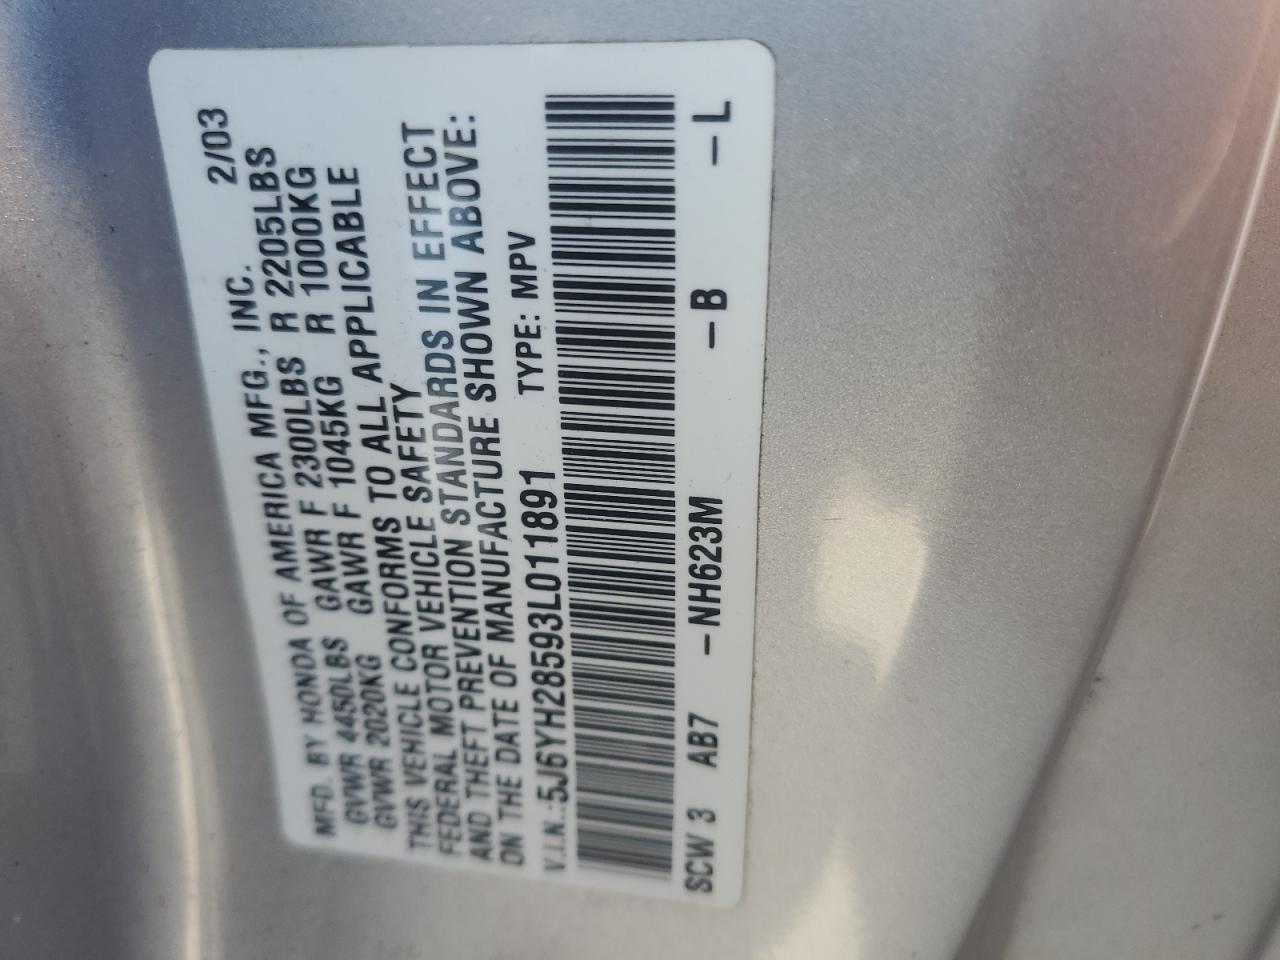 MFD. BY HONDA OF AMERICA MFG., INC. 2/03
GVWR 4450LBS GAWR F 2300LBS R 2205LBS
GVWR 2020KG GAWR F 1045KG R 1000KG
THIS VEHICLE CONFORMS TO ALL APPLICABLE
FEDERAL MOTOR VEHICLE SAFETY
AND THEFT PREVENTION STANDARDS IN EFFECT
ON THE DATE OF MANUFACTURE SHOWN ABOVE:
V.I.N.:5J6YH28593L011891 TYPE: MPV
SCW 3 AB7 -NH623M -B -L